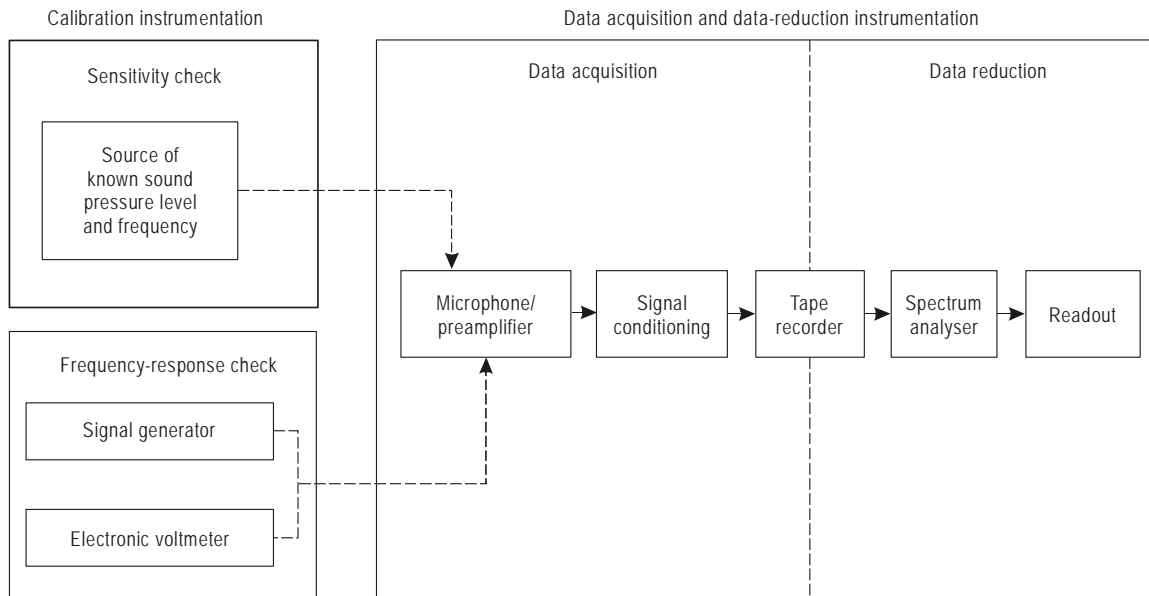 Calibration instrumentation
Data acquisition and data-reduction instrumentation
Sensitivity check
Source of
known sound
pressure level
and frequency
Frequency-response check
Signal generator
Electronic voltmeter
Data acquisition
Data reduction
Microphone/
preamplifier
Signal
conditioning
Tape
recorder
Spectrum
analyser
Readout